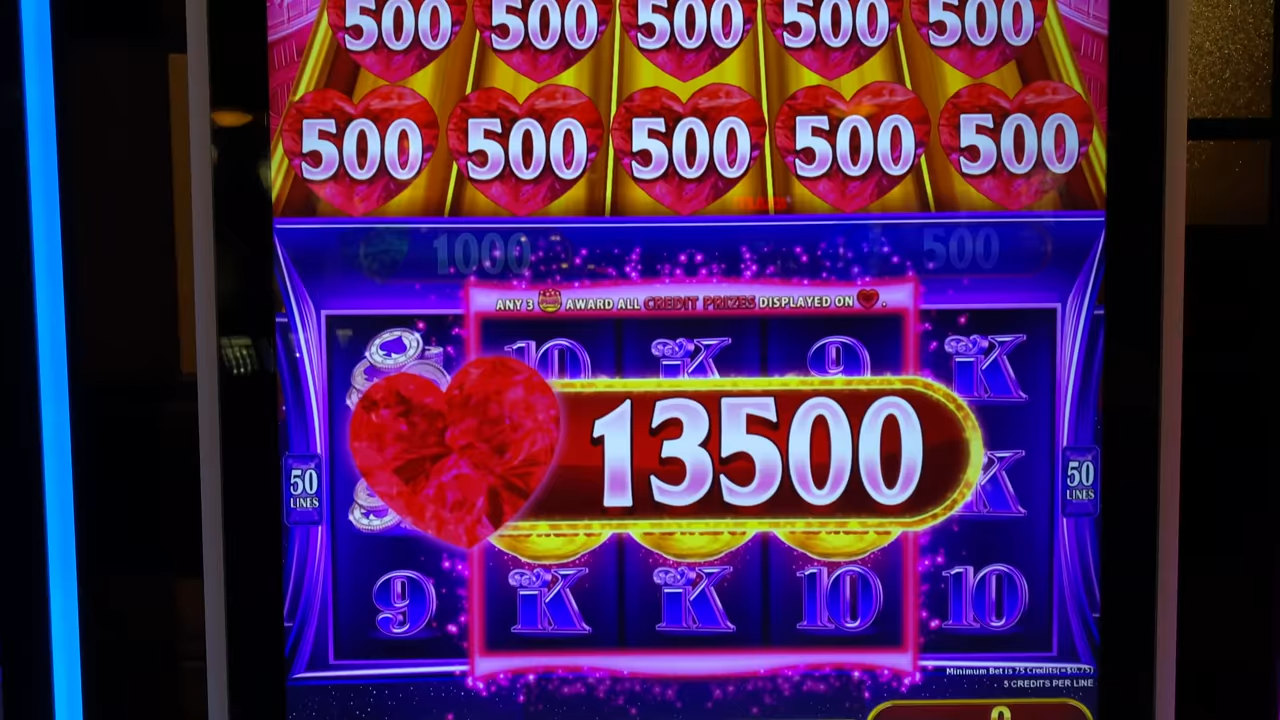 500 500 500 500 500
500 500 500 500 500
1000 500
ANY 3 AWARD ALL CREDIT PRIZES DISPLAYED ON .
10 K 9 K
13500
K
50 LINES
50 LINES
9 K K 10 10
Minimum Bet is 75 Credits(=$0.75)
5 CREDITS PER LINE